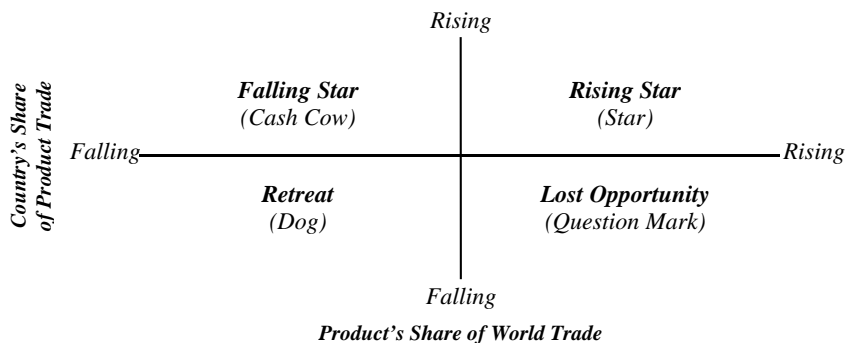 Rising
Falling Star
(Cash Cow)
Rising Star
(Star)
Country's Share
of Product Trade
Falling
Rising
Retreat
(Dog)
Lost Opportunity
(Question Mark)
Falling
Product's Share of World Trade